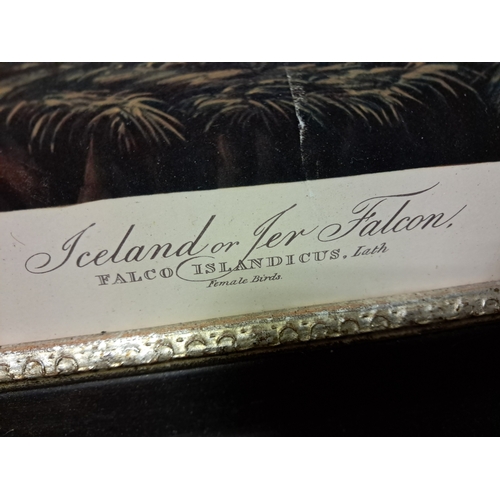 Iceland or Jer Falcon.
FALCO ISLANDICUS. Lath
Female Birds.